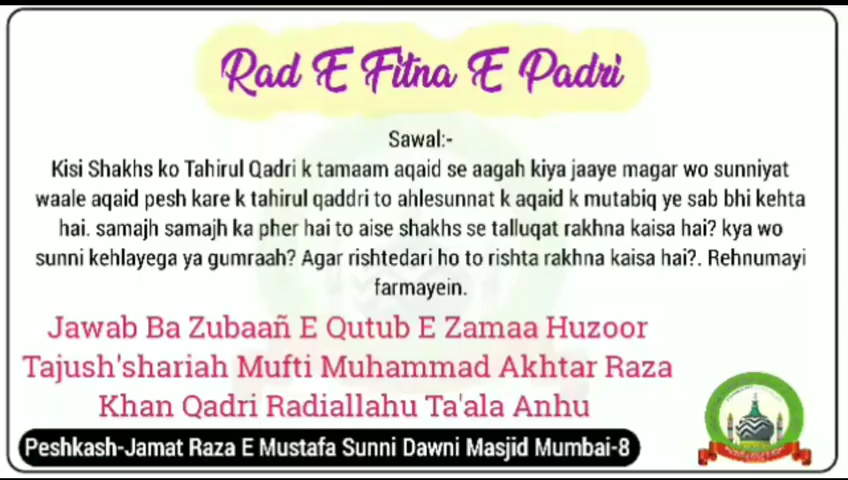 Rad E Fitna E Padri
Sawal:-
Kisi Shakhs ko Tahirul Qadri k tamaam aqaid se aagah kiya jaaye magar wo sunniyat
waale aqaid pesh kare k tahirul qaddri to ahlesunnat k aqaid k mutabiq ye sab bhi kehta
hai. samajh samajh ka pher hai to aise shakhs se talluqat rakhna kaisa hai? kya wo
sunni kehlayega ya gumraah? Agar rishtedari ho to rishta rakhna kaisa hai?. Rehnumayi
farmayein.
Jawab Ba Zubaañ E Qutub E Zamaa Huzoor
Tajush'shariah Mufti Muhammad Akhtar Raza
Khan Qadri Radiallahu Ta'ala Anhu
Peshkash-Jamat Raza E Mustafa Sunni Dawni Masjid Mumbai-8